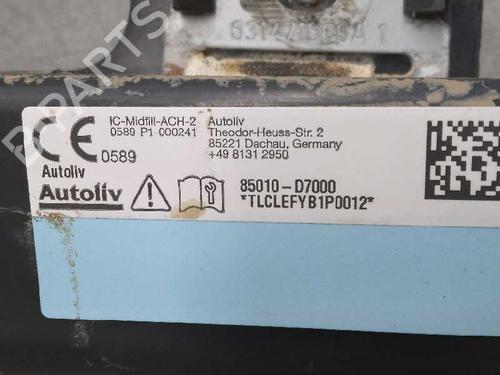 CE
0589
Autoliv
Autoliv
IC-Midfill-ACH-2
0589 P1 000241
Autoliv
Theodor-Heuss-Str. 2
85221 Dachau, Germany
+49 8131 2950
85010-D7000
*TLCLEFYB1P0012*